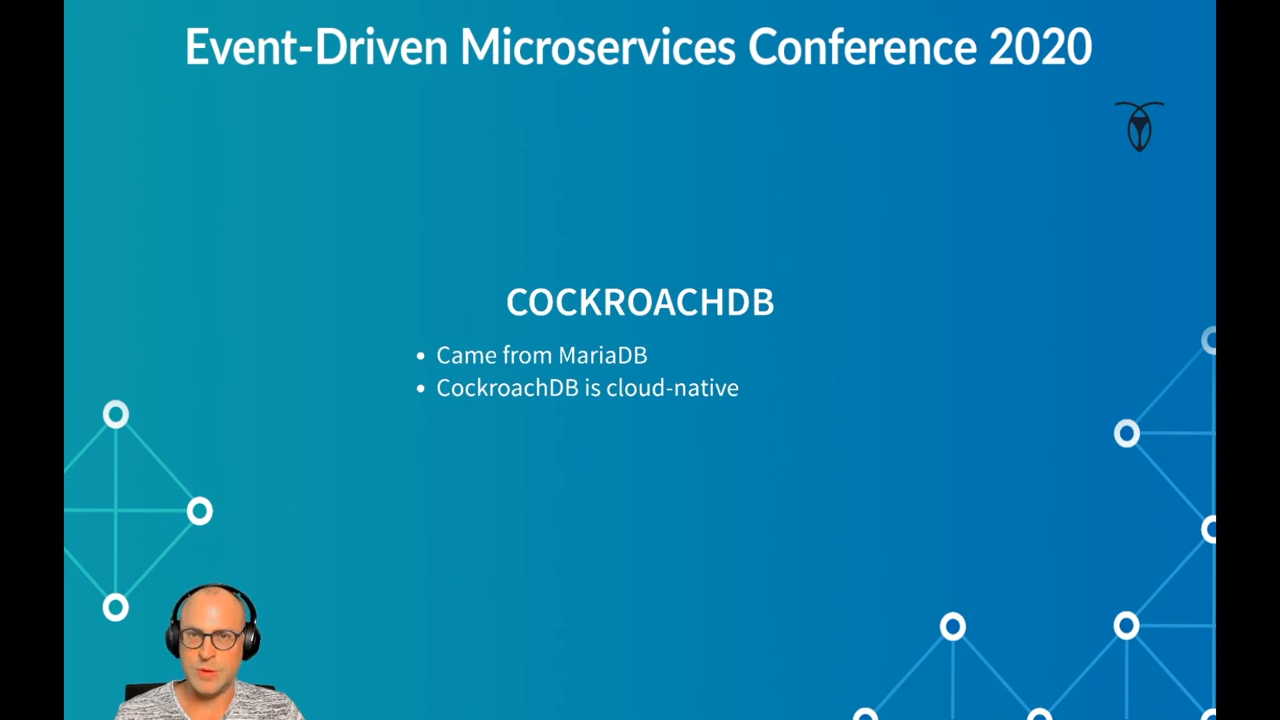 Event-Driven Microservices Conference 2020
COCKROACHDB
• Came from MariaDB
• CockroachDB is cloud-native